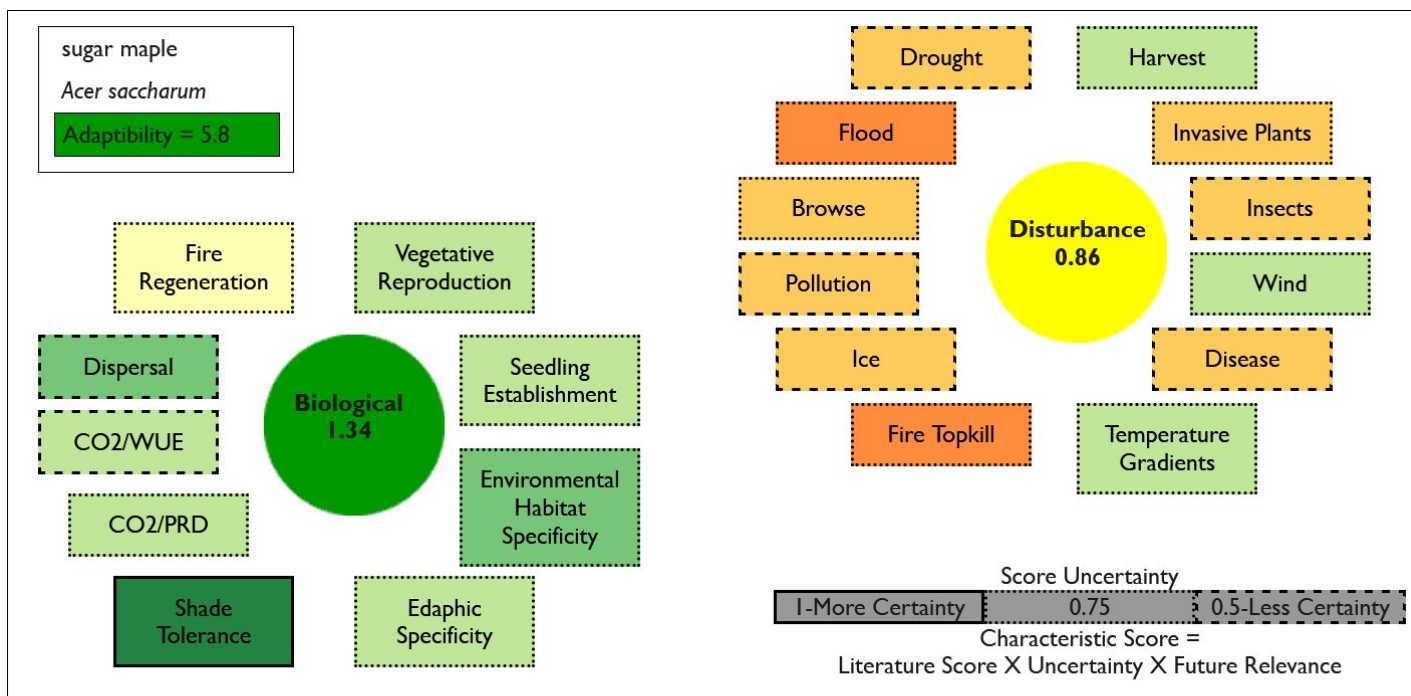 sugar maple
Acer saccharum
Adaptibility = 5.8
Fire
Regeneration
Vegetative
Reproduction
Dispersal
Seedling
Establishment
Biological
1.34
CO2/WUE
Environmental
Habitat
Specificity
CO2/PRD
Shade
Tolerance
Edaphic
Specificity
Drought
Harvest
Flood
Invasive Plants
Browse
Insects
Disturbance
0.86
Pollution
Wind
Ice
Disease
Fire Topkill
Temperature
Gradients
Score Uncertainty
1-More Certainty
0.75
0.5-Less Certainty
Characteristic Score =
Literature Score X Uncertainty X Future Relevance